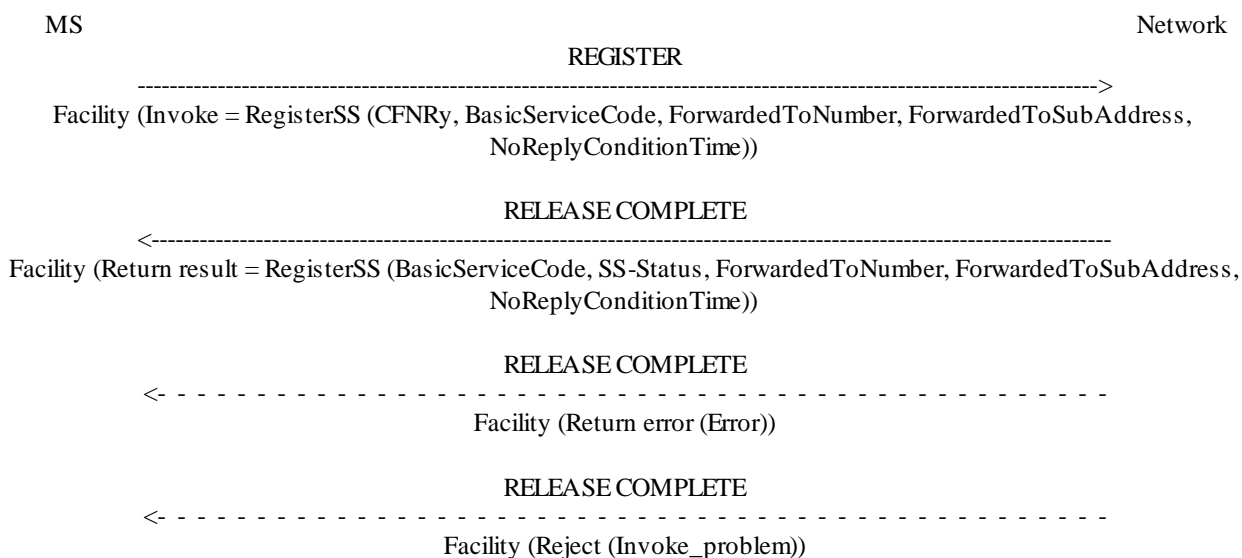 MS Network
REGISTER
Facility (Invoke = RegisterSS (CFNRy, BasicServiceCode, ForwardedToNumber, ForwardedToSubAddress,
NoReplyConditionTime))
RELEASE COMPLETE
Facility (Return result = RegisterSS (BasicServiceCode, SS-Status, ForwardedToNumber, ForwardedToSubAddress,
NoReplyConditionTime))
RELEASE COMPLETE
Facility (Return error (Error))
RELEASE COMPLETE
Facility (Reject (Invoke_problem))